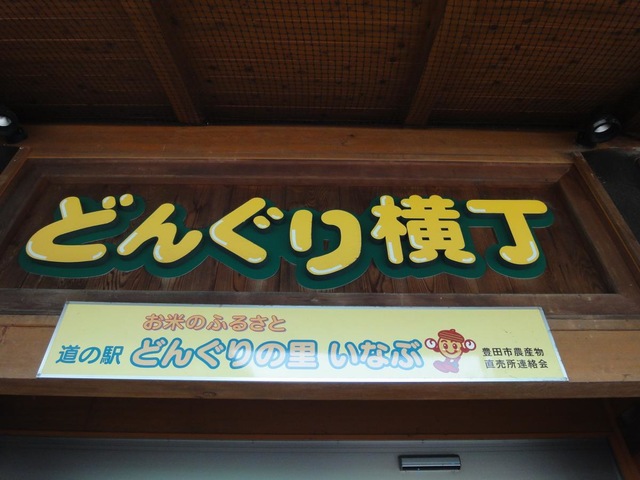 どんぐり横丁
お米のふるさと
道の駅 どんぐりの里 いなぶ
豊田市農産物
直売所連絡会